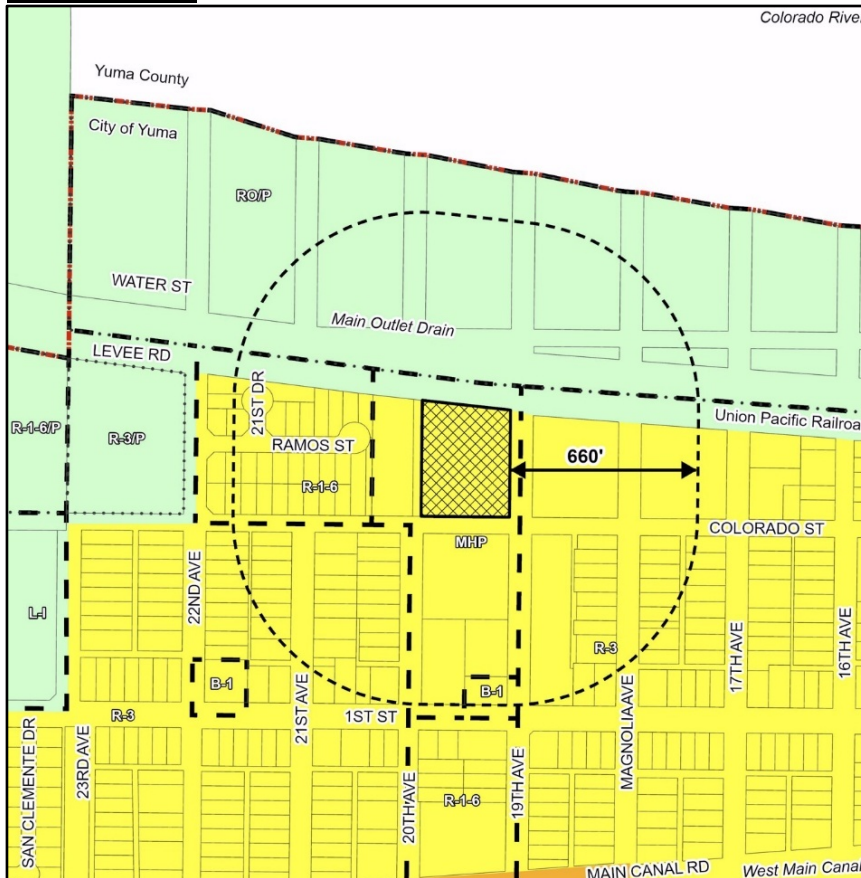 Colorado River
Yuma County
City of Yuma
RO/P
WATER ST
Main Outlet Drain
LEVEE RD
21ST DR
Union Pacific Railroa
R-1-6/P
R-3/P
RAMOS ST
660'
R-1-6
COLORADO ST
MHP
22ND AVE
L-I
R-3
17TH AVE
16TH AVE
B-1
B-1
21ST AVE
1ST ST
R-3
MAGNOLIA AVE
SAN CLEMENTE DR
23RD AVE
20TH AVE
19TH AVE
R-1-6
MAIN CANAL RD
West Main Canal